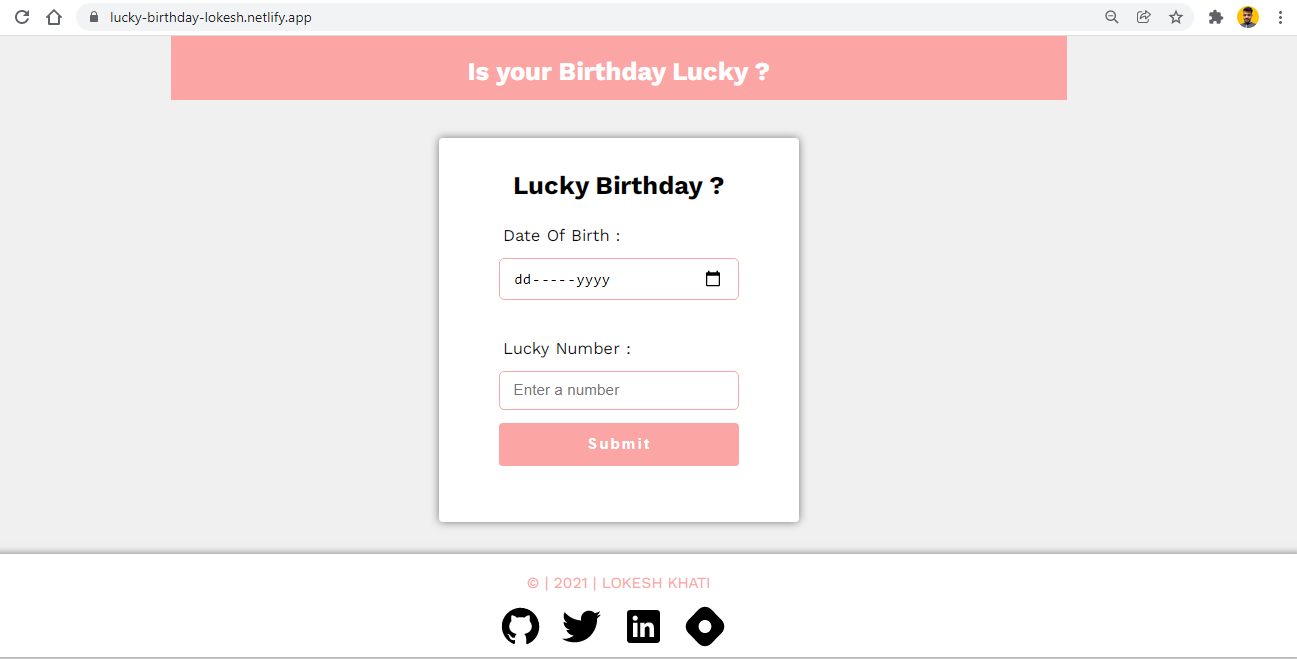 lucky-birthday-lokesh.netlify.app
Is your Birthday Lucky ?
Lucky Birthday ?
Date Of Birth :
dd-----yyyy
Lucky Number :
Enter a number
Submit
© | 2021 | LOKESH KHATI
in